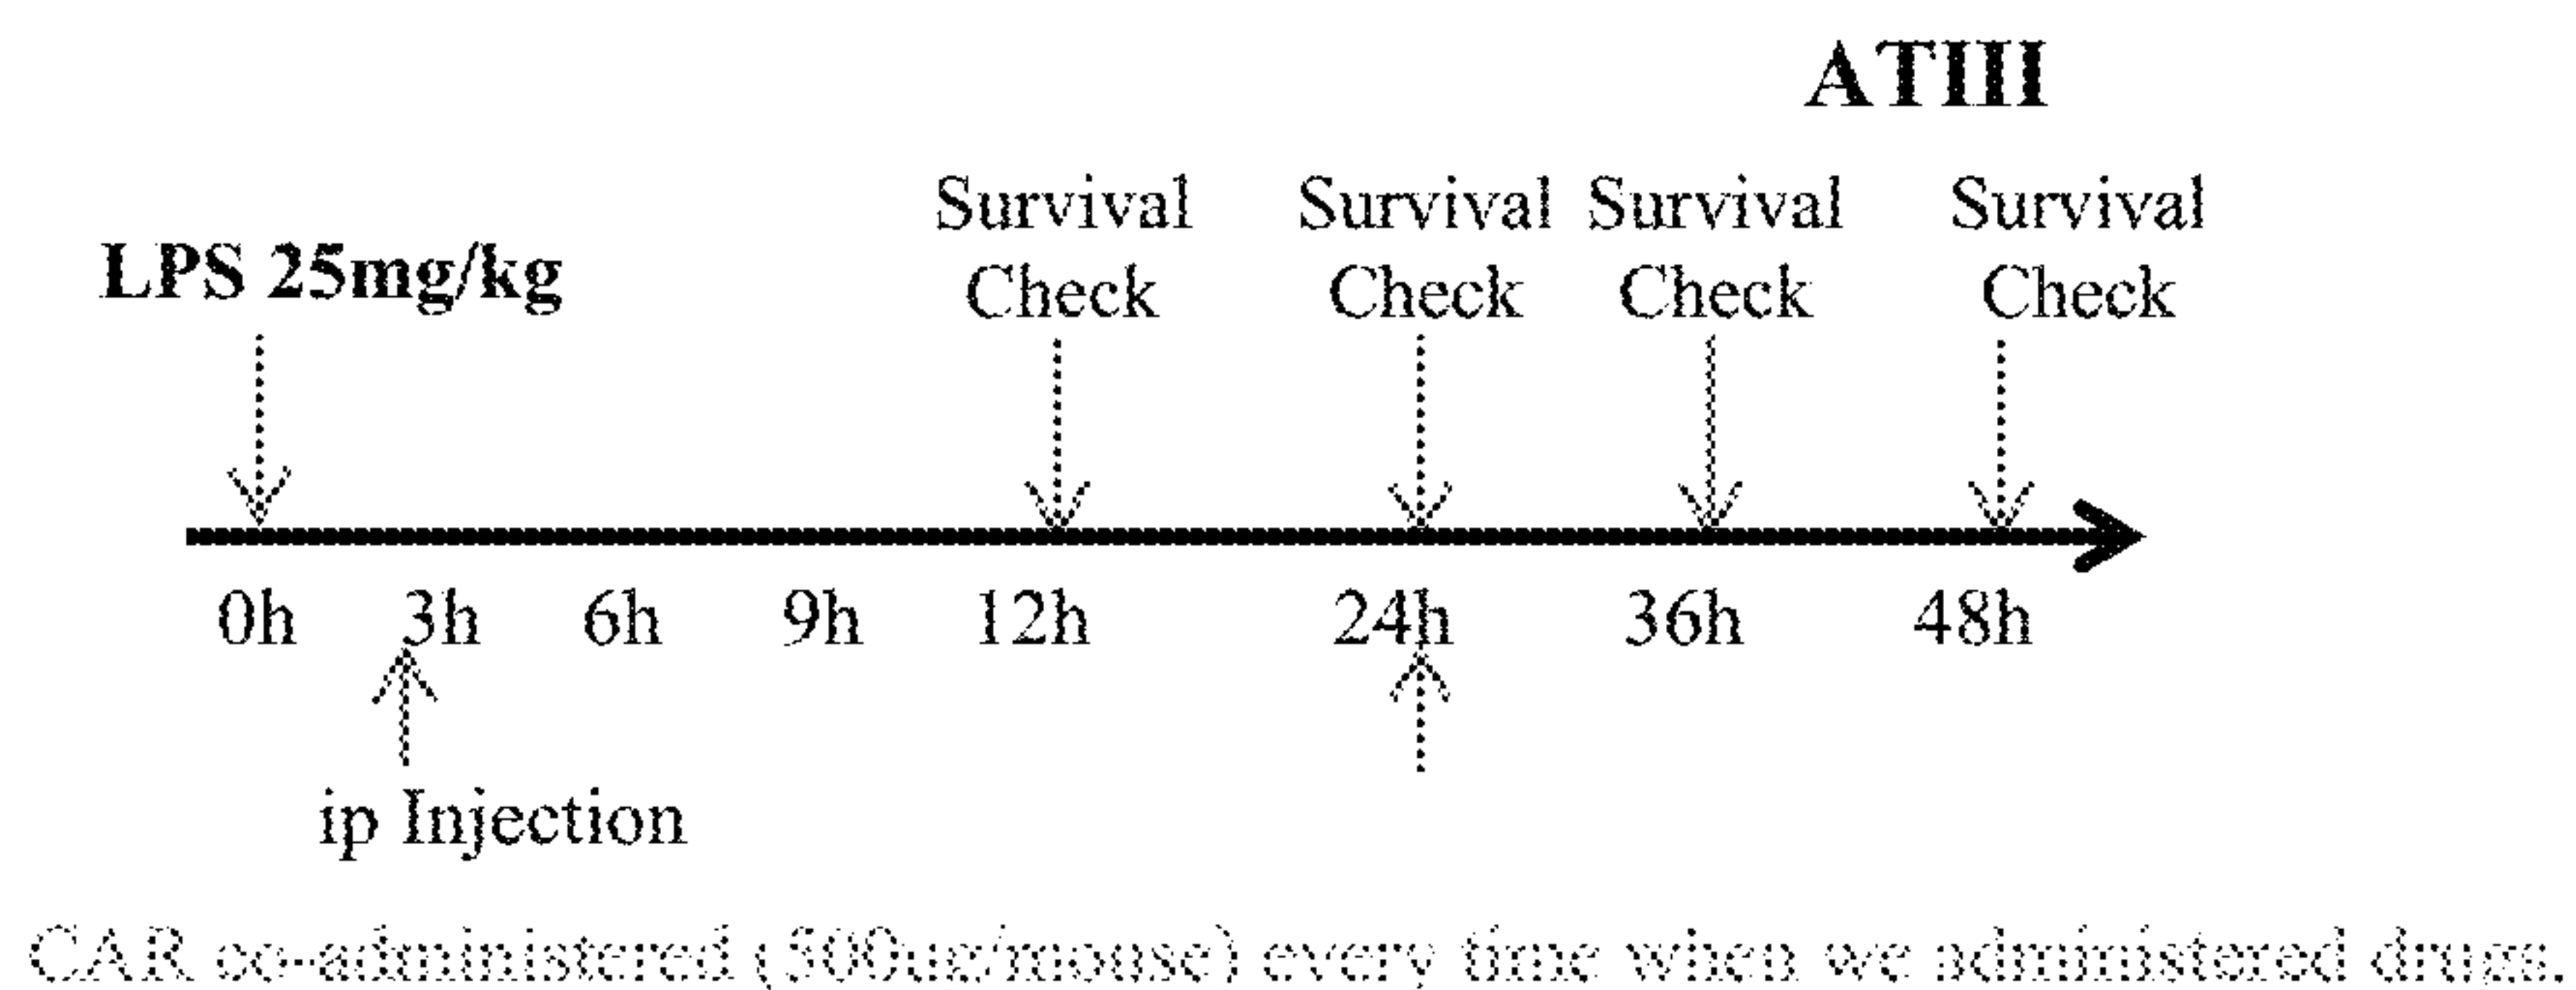 ATIII
Survival Survival Survival Survival
LPS 25mg/kg Check Check Check Check
0h 3h 6h 9h 12h 24h 36h 48h
ip Injection
CAR co-administered (500ug/mouse) every time when we administered drugs.